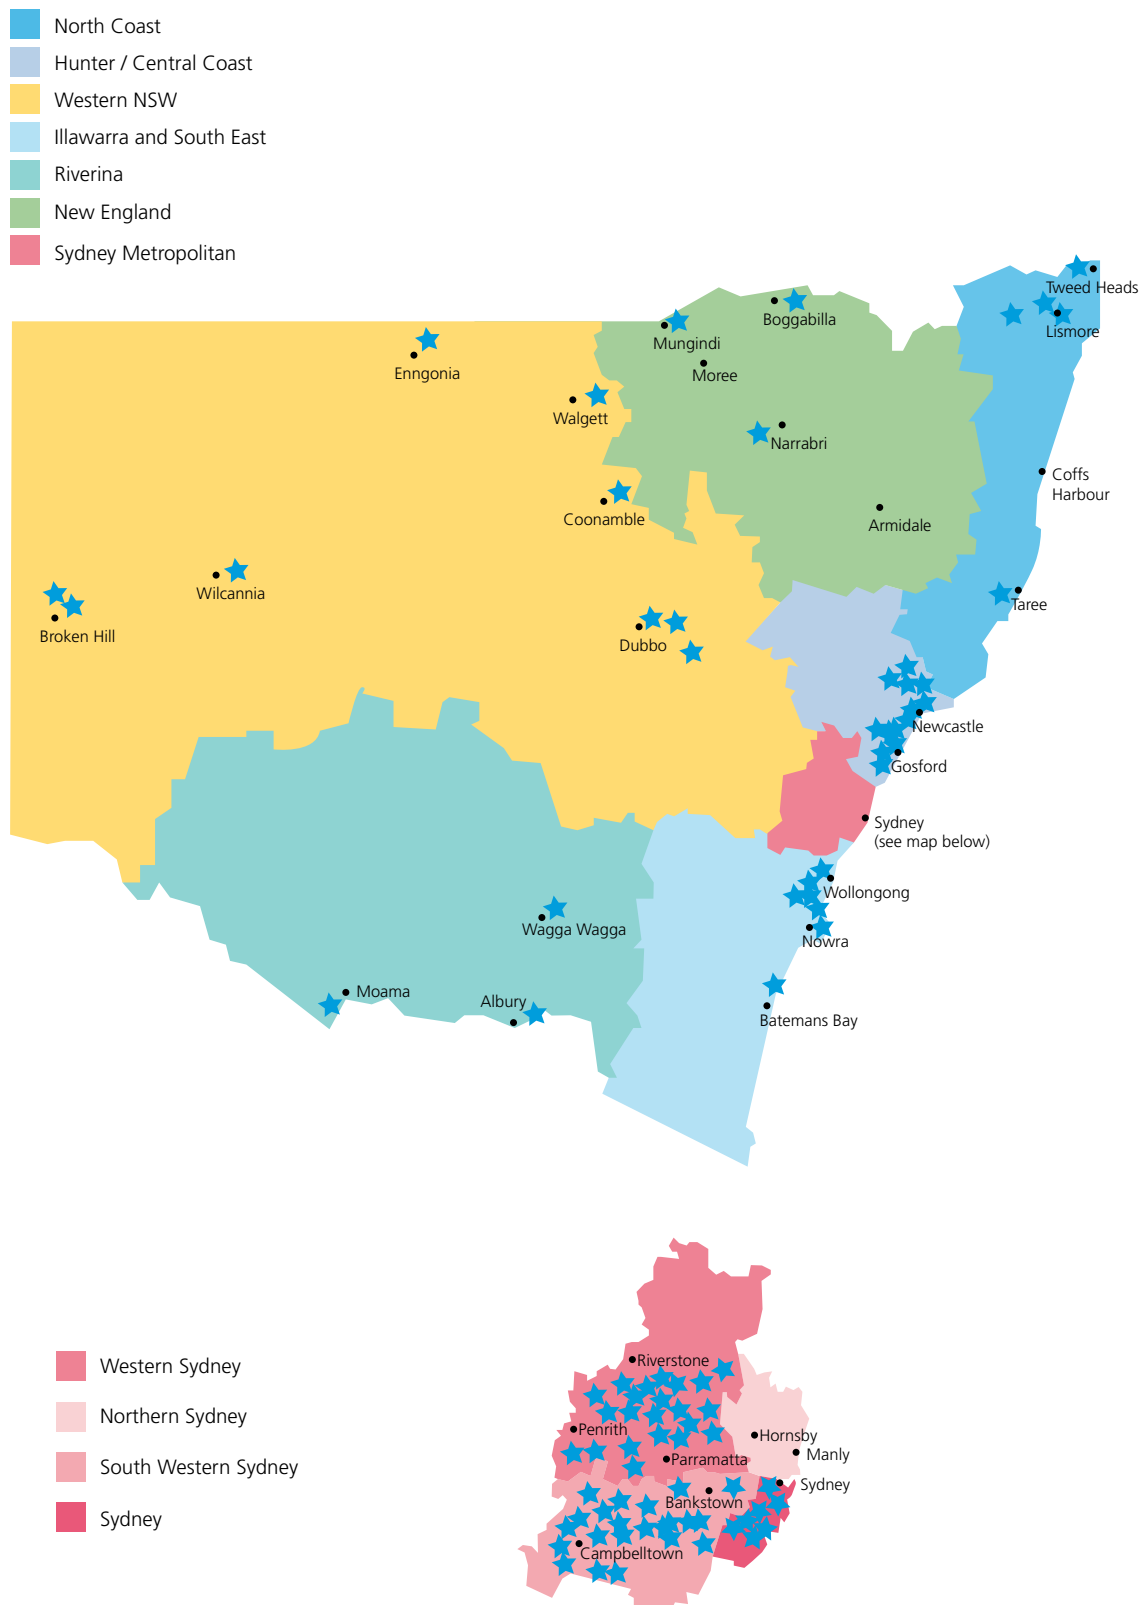 North Coast
Hunter / Central Coast
Western NSW
Illawarra and South East
Riverina
New England
Sydney Metropolitan
Tweed Heads
Boggabilla
Lismore
Mungindi
Enngonia
Moree
Walgett
Narrabri
Coffs
Harbour
Coonamble
Armidale
Wilcannia
Taree
Broken Hill
Dubbo
Newcastle
Gosford
Sydney
(see map below)
Wollongong
Wagga Wagga
Nowra
Moama
Albury
Batemans Bay
Western Sydney
Northern Sydney
South Western Sydney
Sydney
Riverstone
Penrith
Hornsby
Manly
Parramatta
Sydney
Bankstown
Campbelltown